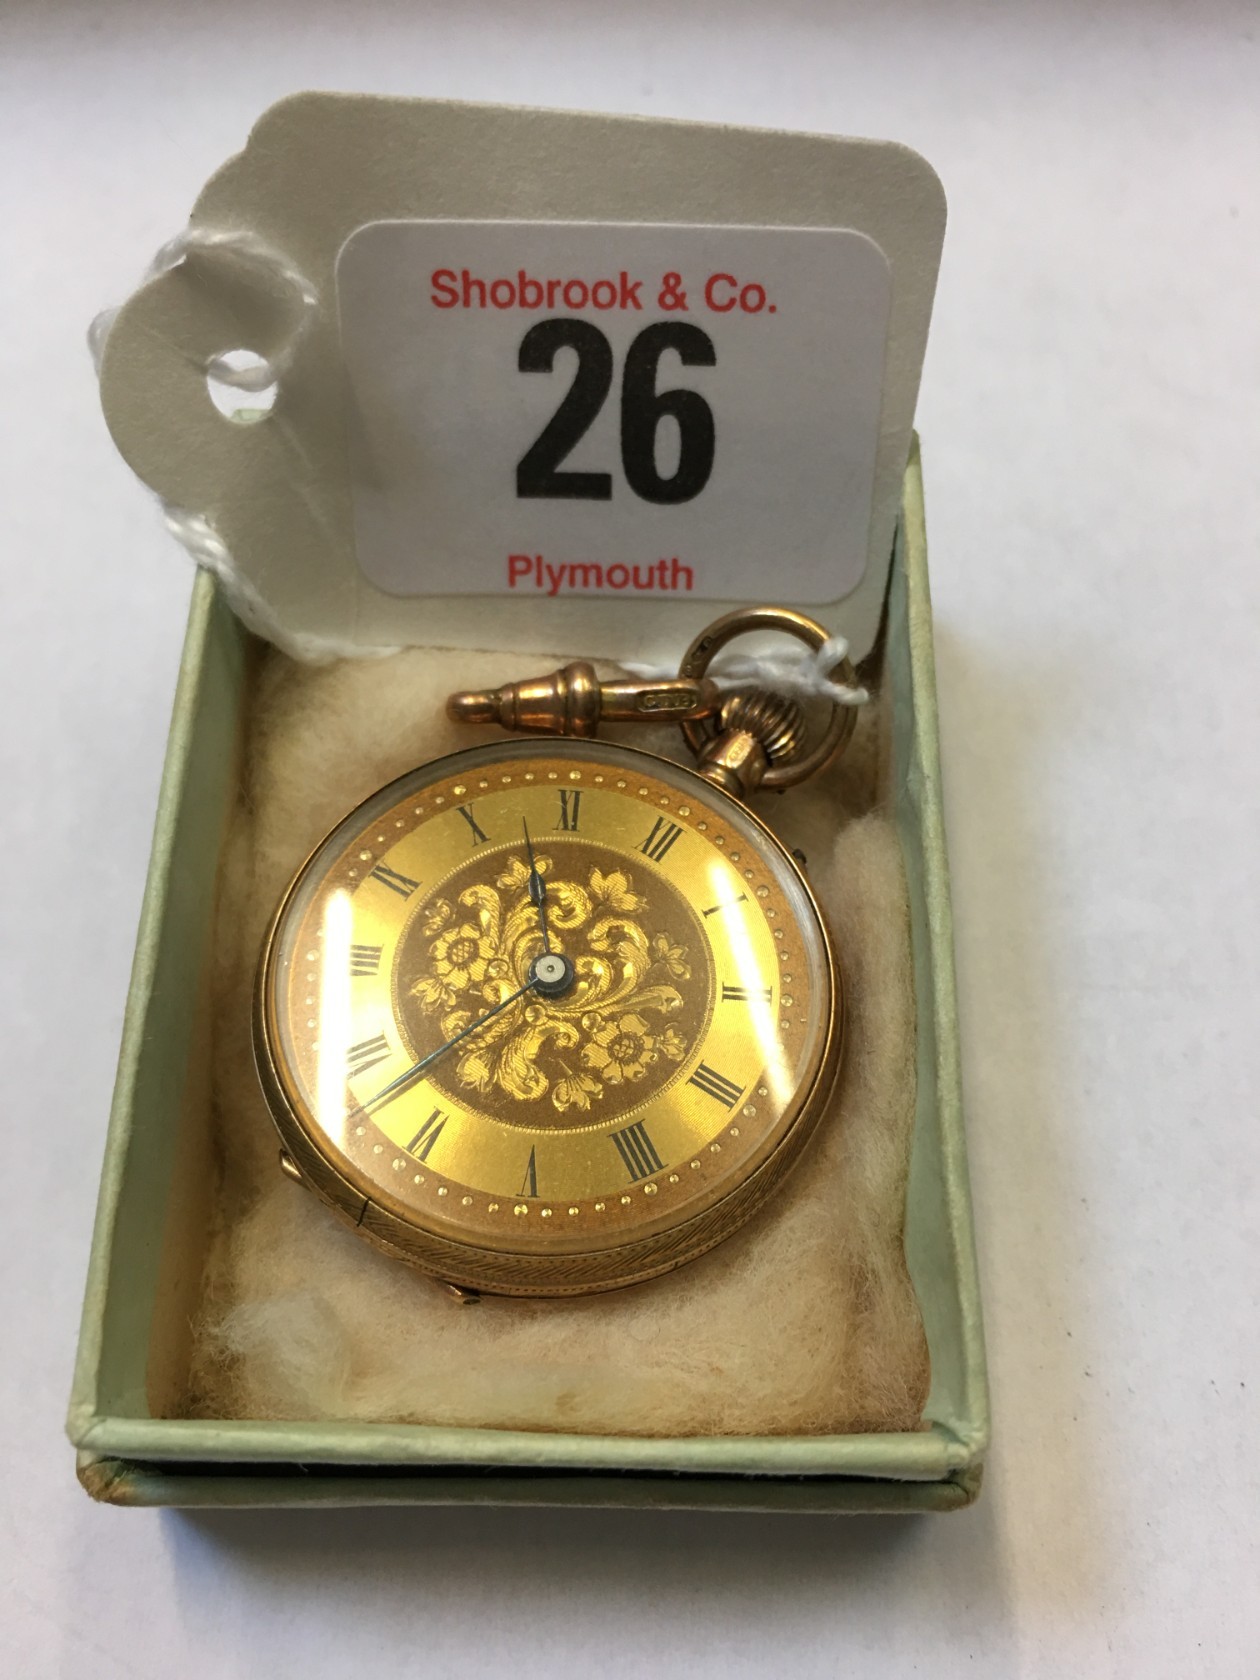 Shobrook & Co.
26
Plymouth
XII
I
II
III
IIII
V
VI
VII
VIII
IX
X
XI